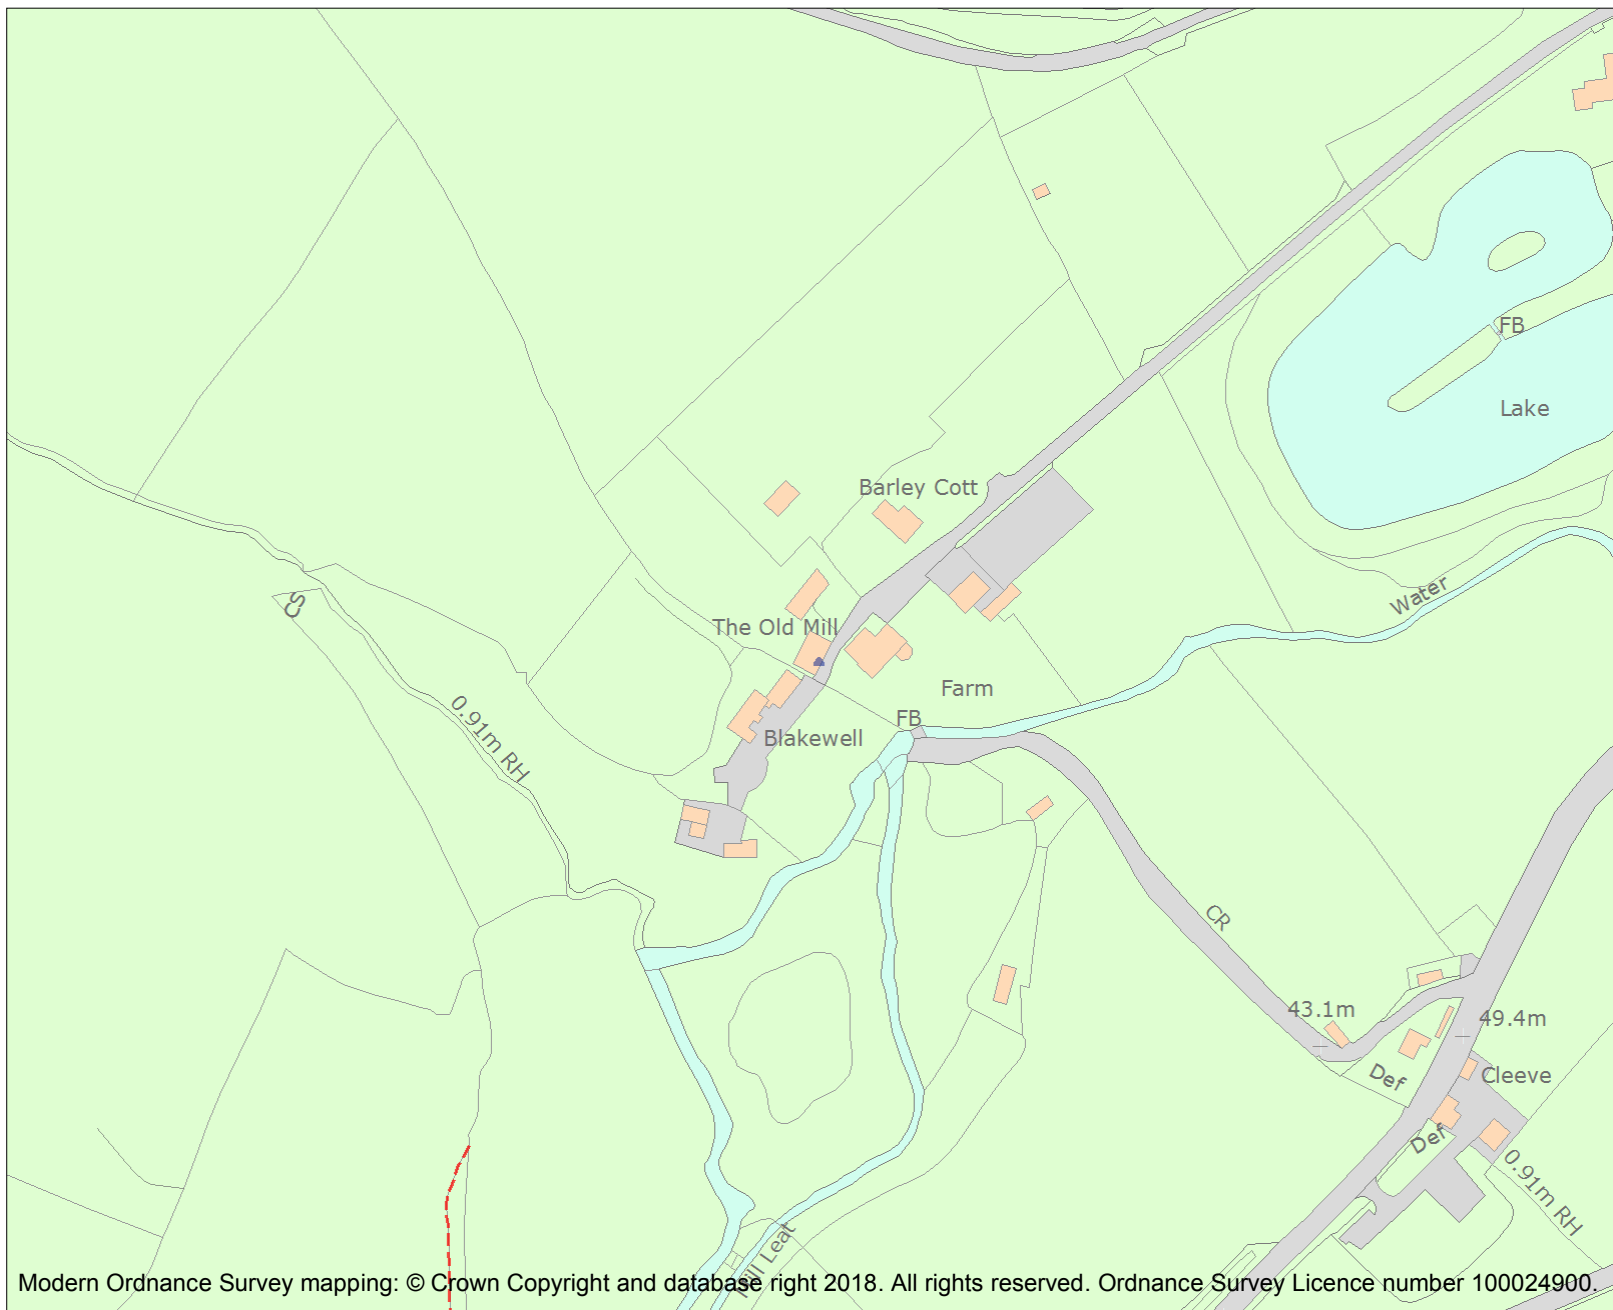 FB
Lake
Barley Cott
Water
CS
The Old Mill
Farm
0.91m RH
FB
Blakewell
CR
43.1m
49.4m
Def
Cleeve
Def
0.91m RH
Mill Leat
Modern Ordnance Survey mapping: © Crown Copyright and database right 2018. All rights reserved. Ordnance Survey Licence number 100024900.